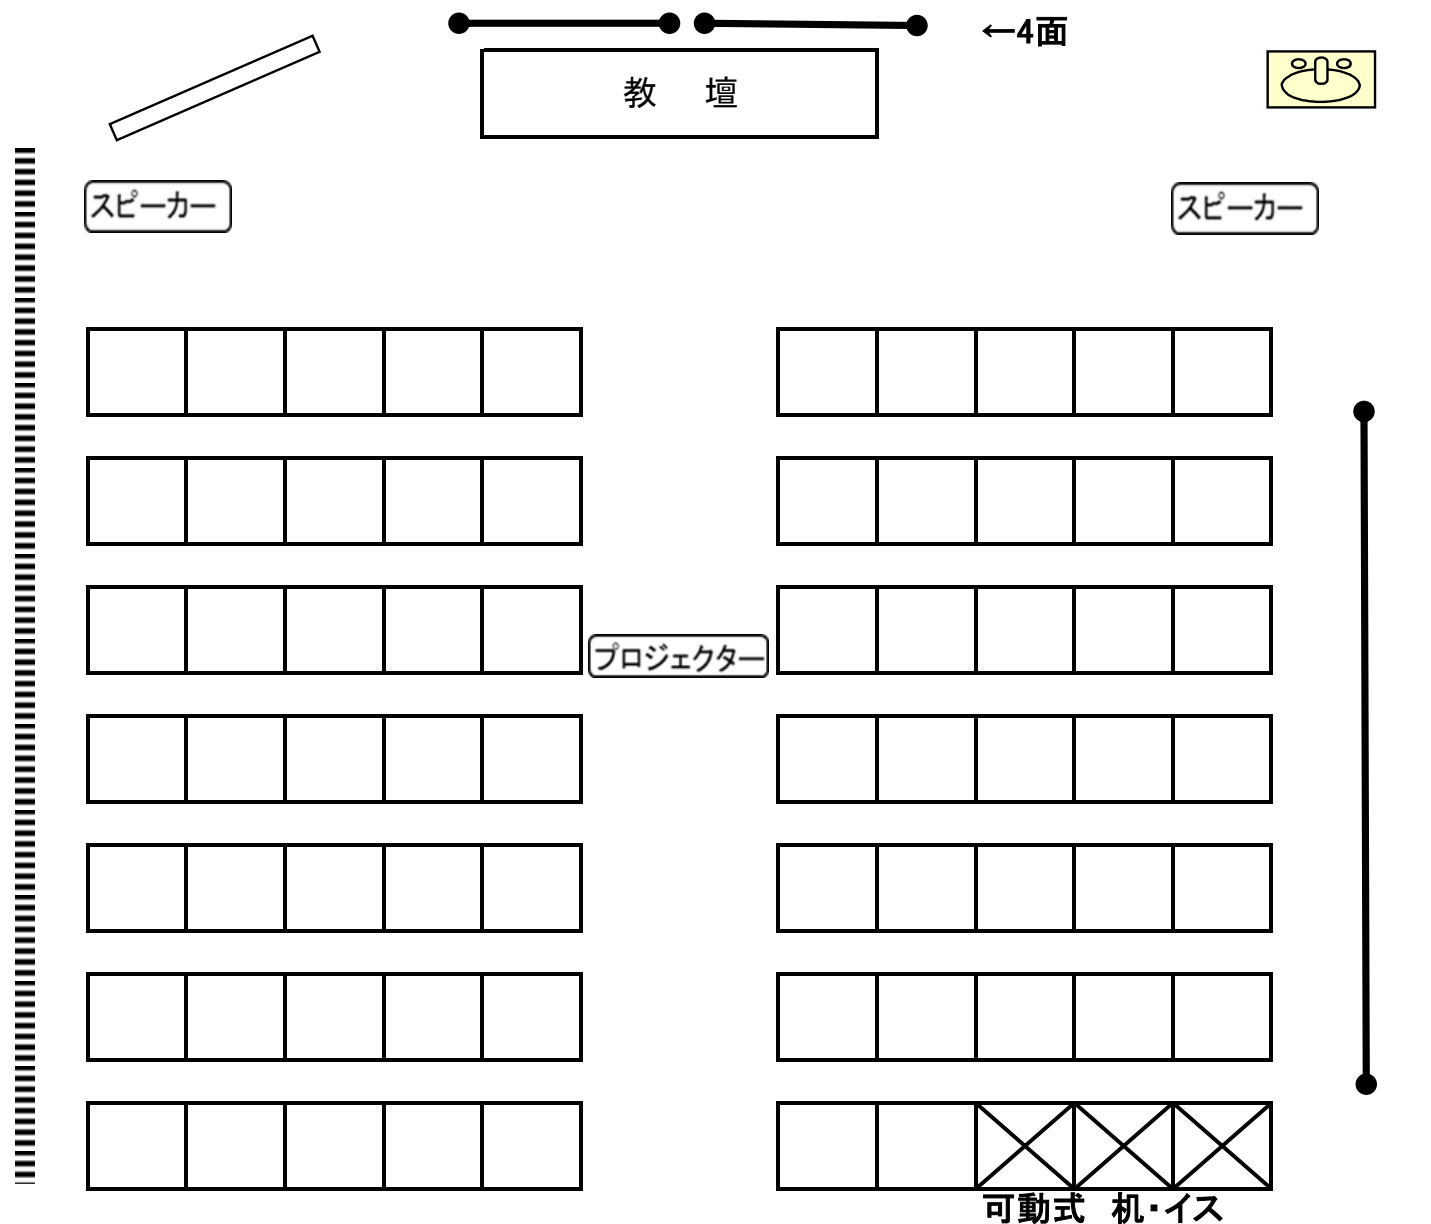 ←4面
教　壇
スピーカー
スピーカー
プロジェクター
可動式　机・イス